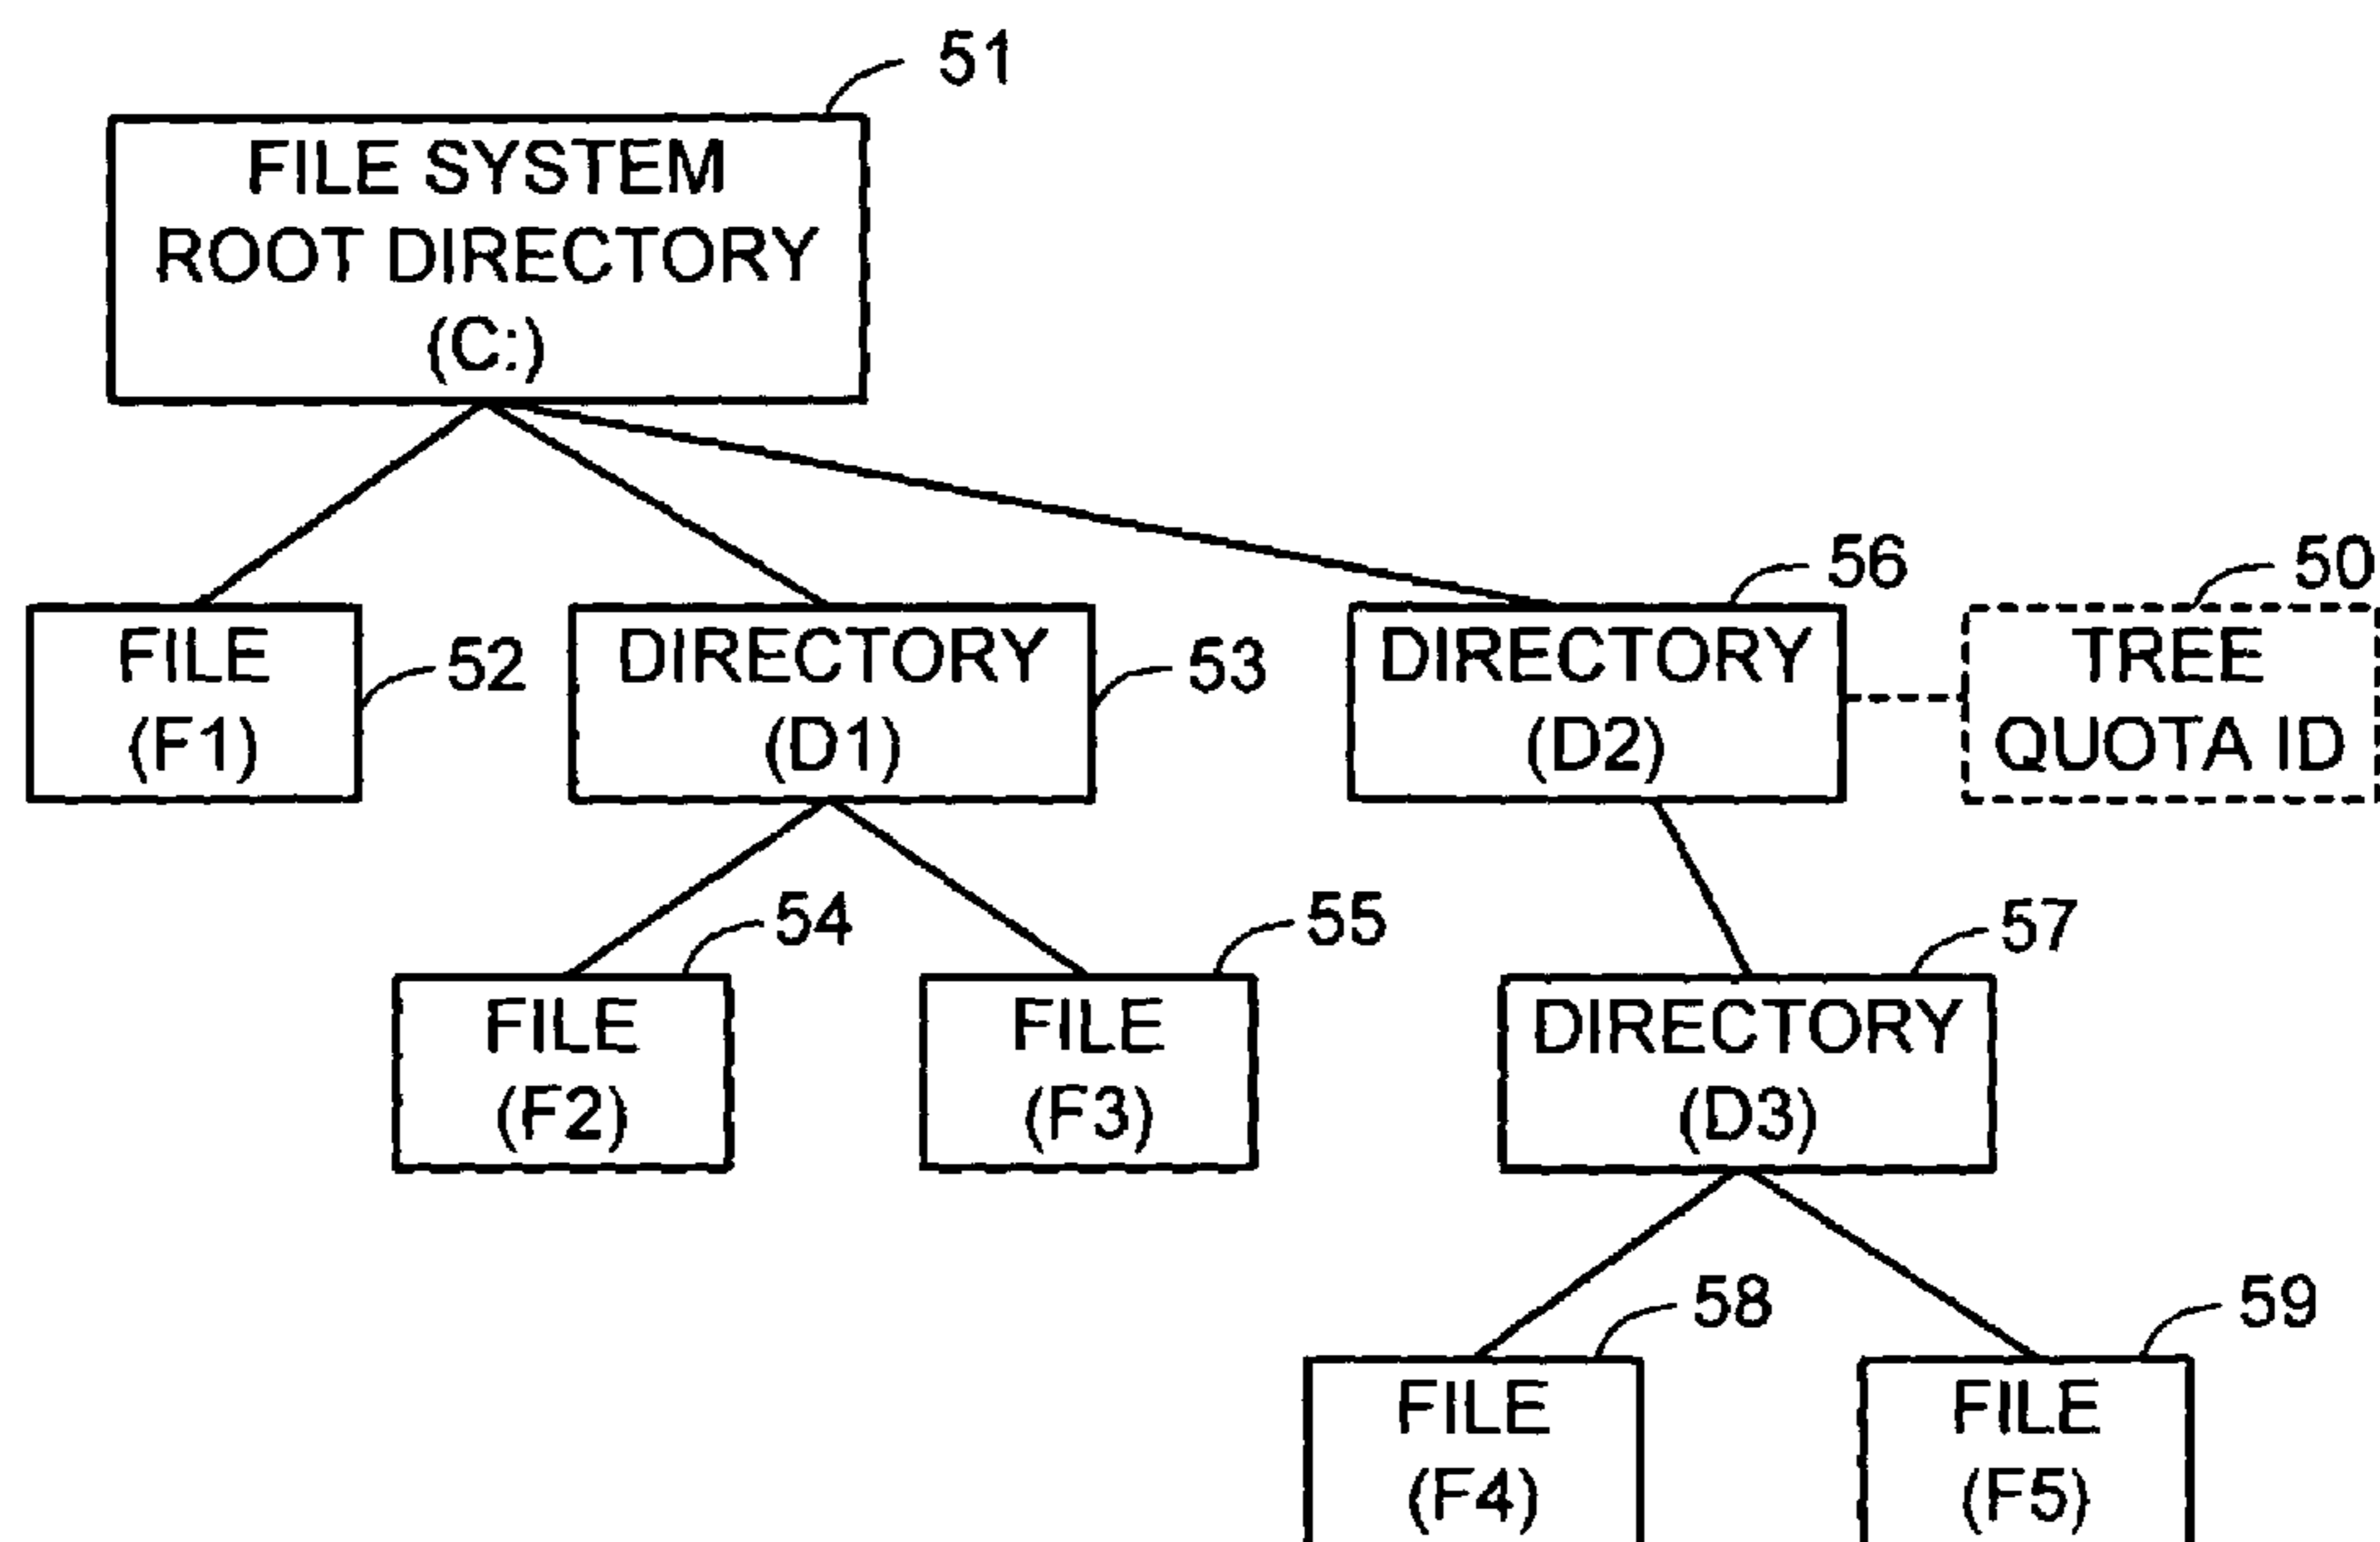 51
FILE SYSTEM
ROOT DIRECTORY
(C:)
56
50
FILE
(F1)
52
DIRECTORY
(D1)
53
DIRECTORY
(D2)
TREE
QUOTA ID
54
55
57
FILE
(F2)
FILE
(F3)
DIRECTORY
(D3)
58
59
FILE
(F4)
FILE
(F5)